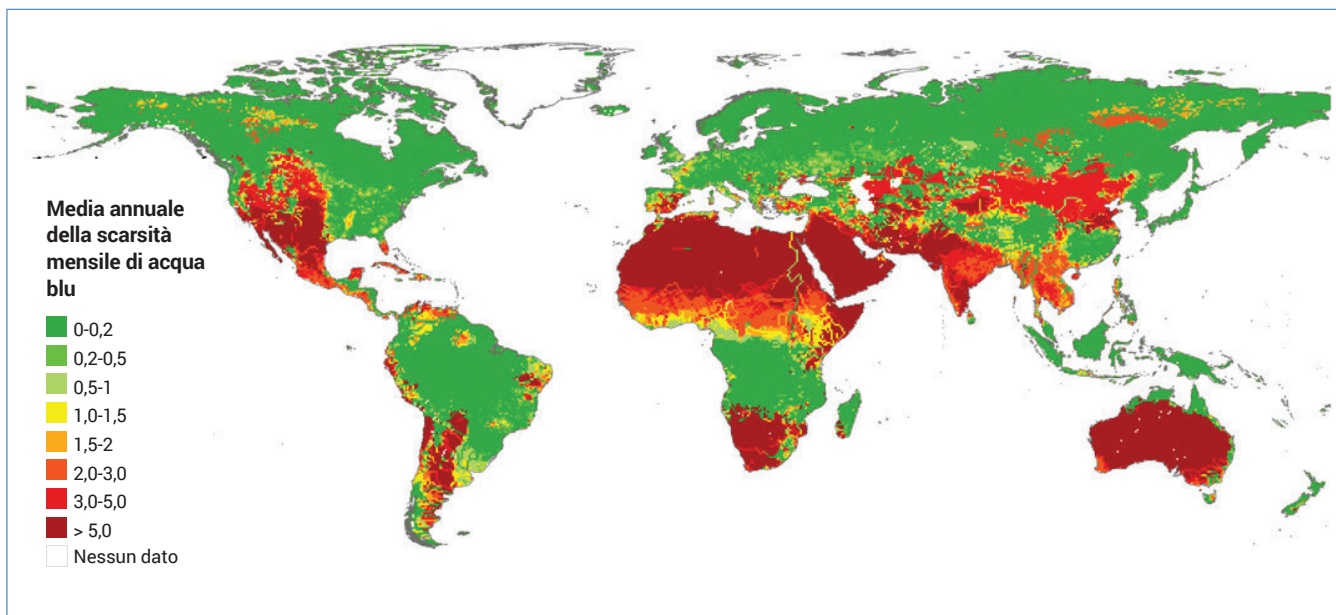 Media annuale
della scarsità
mensile di acqua
blu
0-0,2
0,2-0,5
0,5-1
1,0-1,5
1,5-2
2,0-3,0
3,0-5,0
> 5,0
Nessun dato